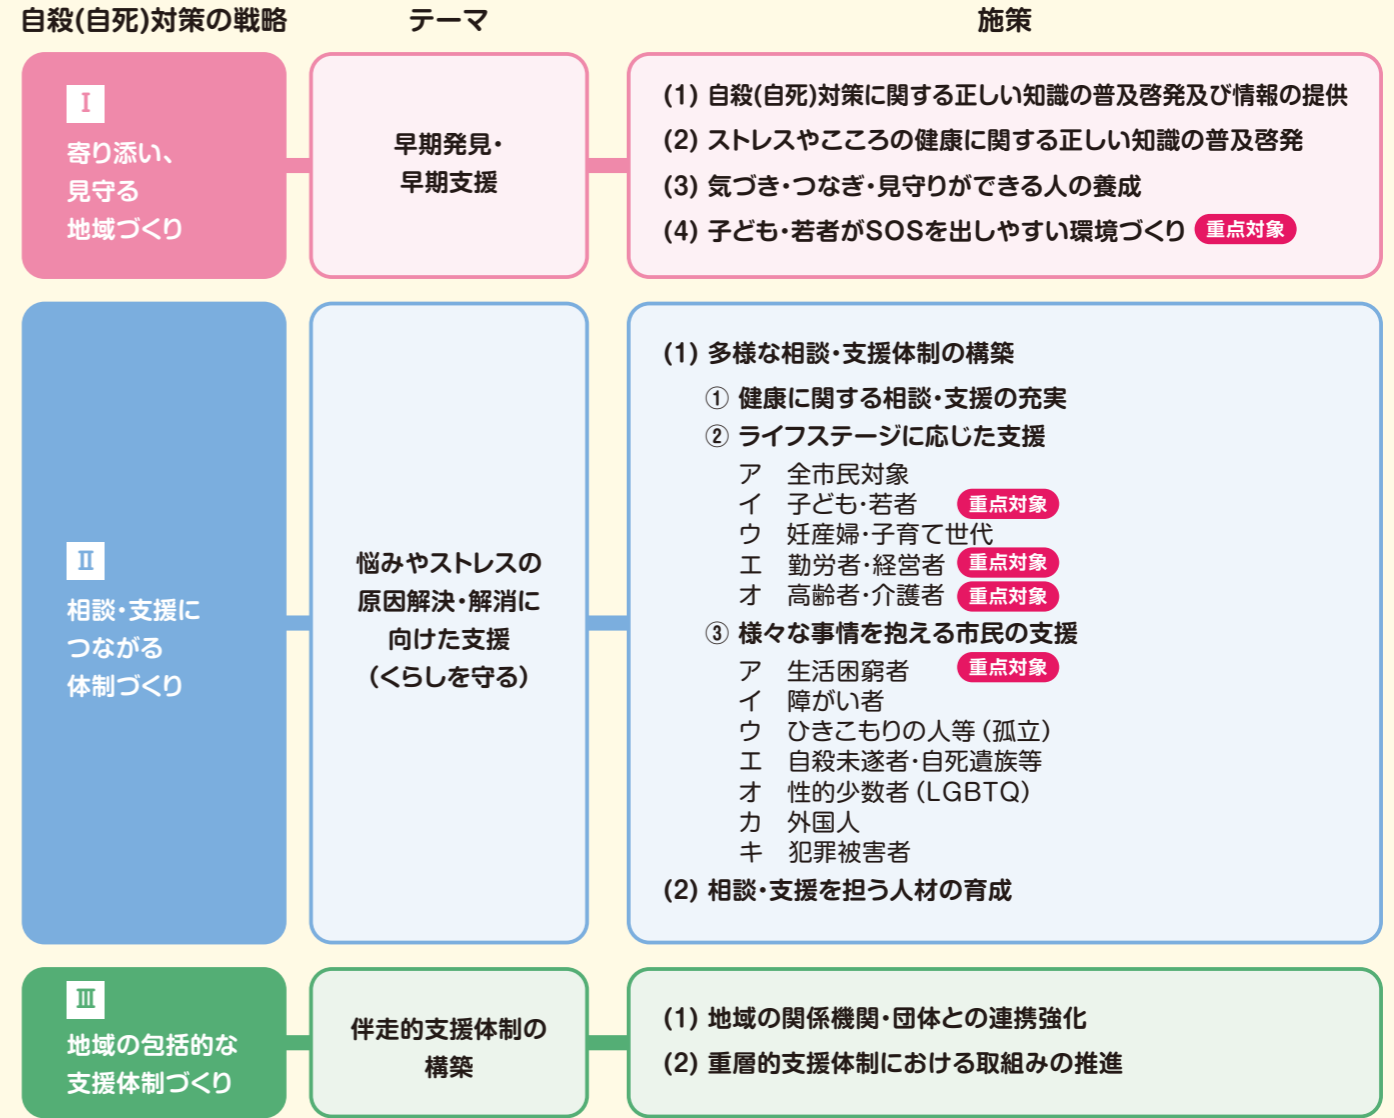 自殺(自死)対策の戦略
テーマ
施策
Ⅰ
寄り添い、
見守る
地域づくり
早期発見・
早期支援
(1) 自殺(自死)対策に関する正しい知識の普及啓発及び情報の提供
(2) ストレスやこころの健康に関する正しい知識の普及啓発
(3) 気づき・つなぎ・見守りができる人の養成
(4) 子ども・若者がSOSを出しやすい環境づくり 重点対象
Ⅱ
相談・支援に
つながる
体制づくり
悩みやストレスの
原因解決・解消に
向けた支援
(くらしを守る)
(1) 多様な相談・支援体制の構築
① 健康に関する相談・支援の充実
② ライフステージに応じた支援
ア 全市民対象
イ 子ども・若者 重点対象
ウ 妊産婦・子育て世代
エ 勤労者・経営者 重点対象
オ 高齢者・介護者 重点対象
③ 様々な事情を抱える市民の支援
ア 生活困窮者 重点対象
イ 障がい者
ウ ひきこもりの人等(孤立)
エ 自殺未遂者・自死遺族等
オ 性的少数者(LGBTQ)
カ 外国人
キ 犯罪被害者
(2) 相談・支援を担う人材の育成
Ⅲ
地域の包括的な
支援体制づくり
伴走的支援体制の
構築
(1) 地域の関係機関・団体との連携強化
(2) 重層的支援体制における取組みの推進